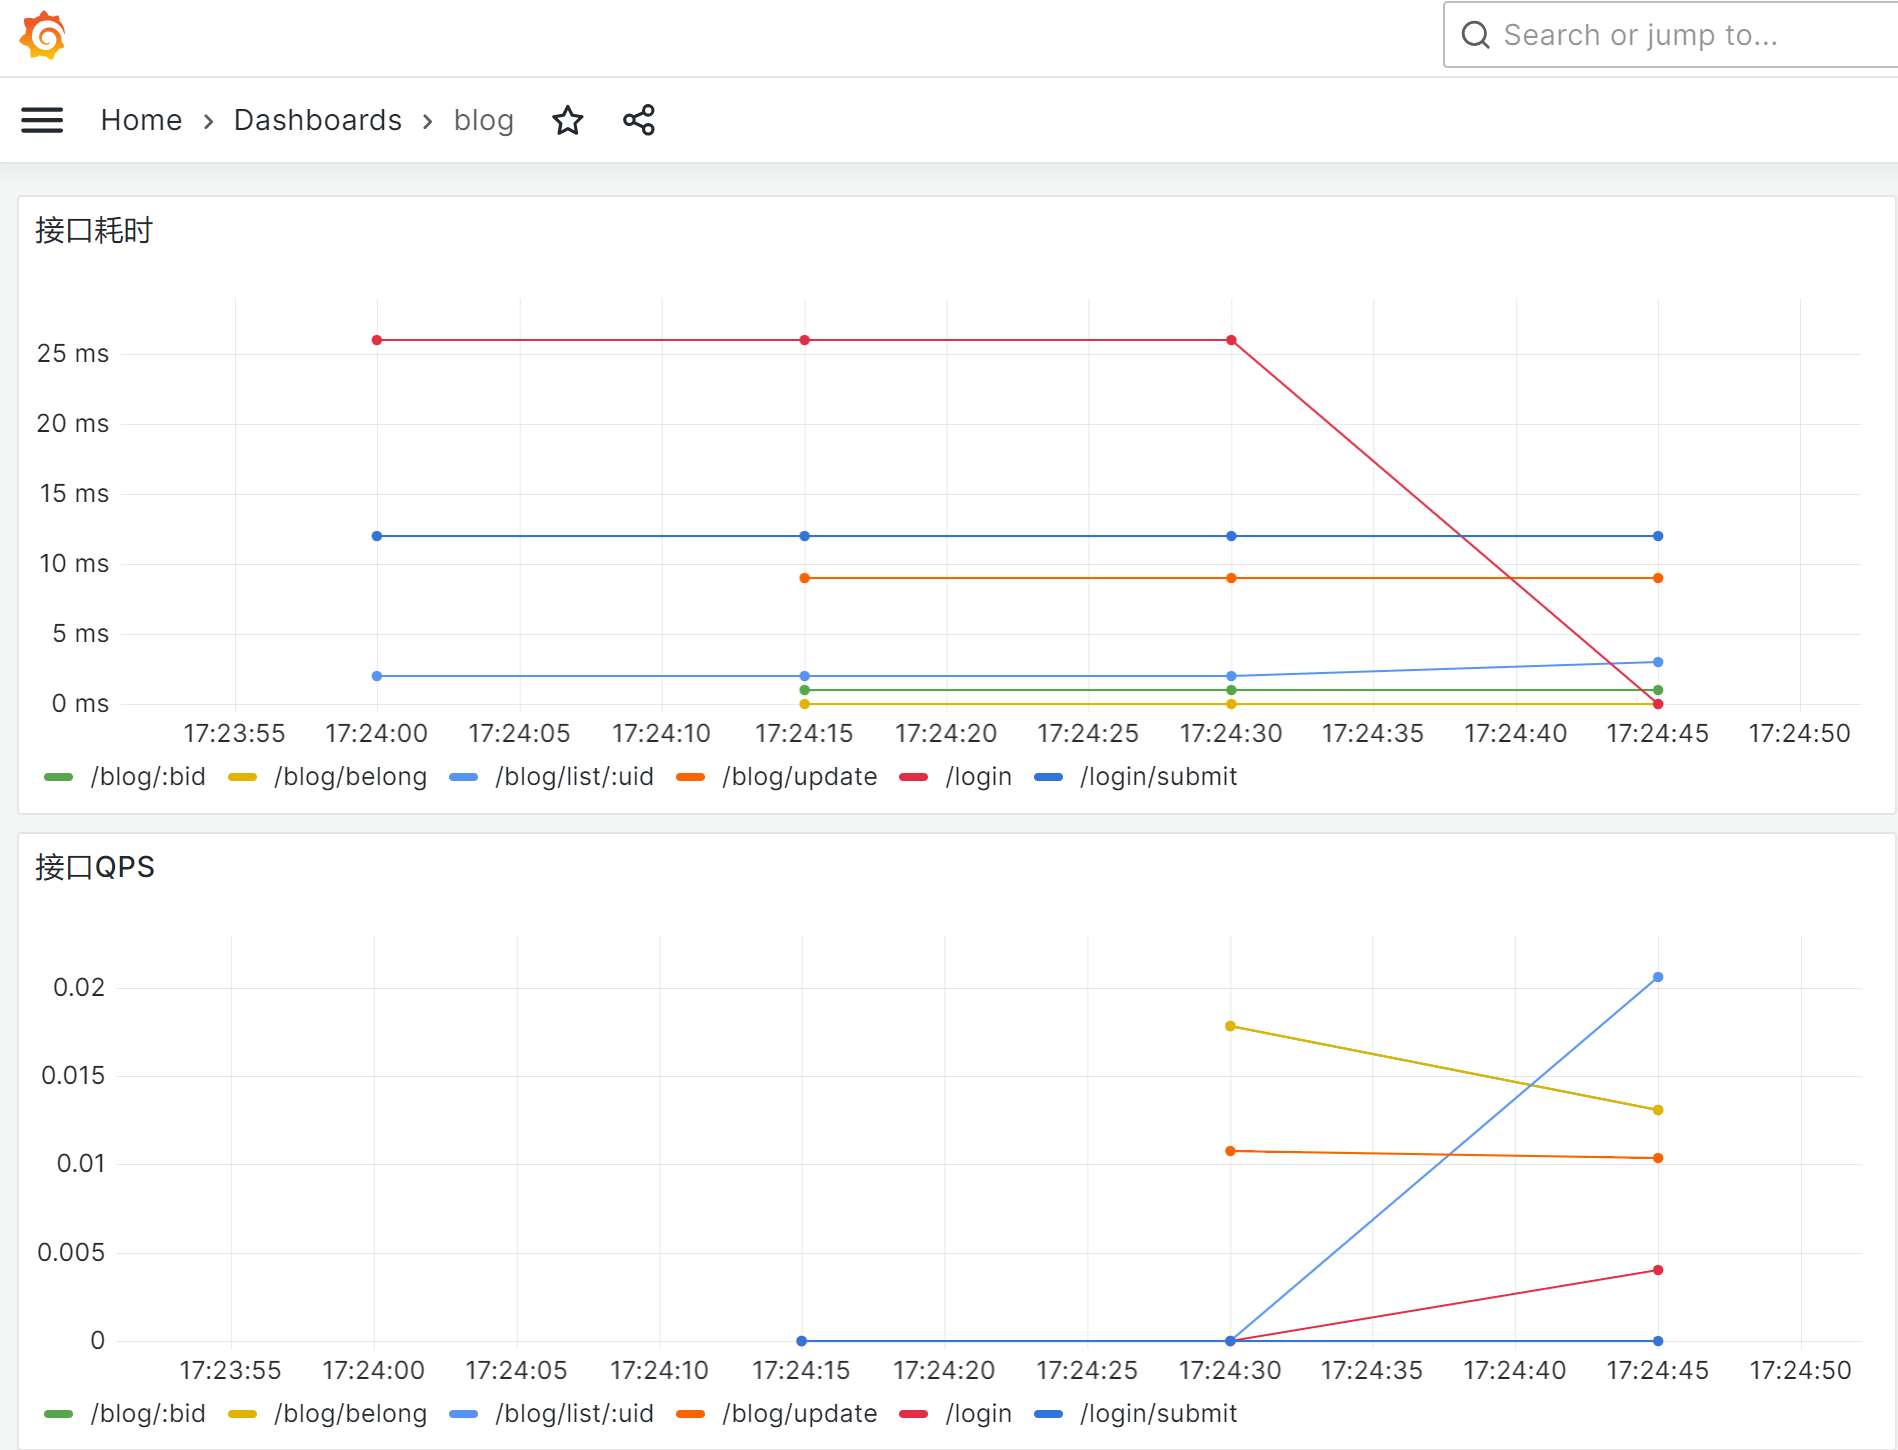 Search or jump to...
Home › Dashboards › blog
接口耗时
25 ms
20 ms
15 ms
10 ms
5 ms
0 ms
17:23:55 17:24:00 17:24:05 17:24:10 17:24:15 17:24:20 17:24:25 17:24:30 17:24:35 17:24:40 17:24:45 17:24:50
/blog/:bid /blog/belong /blog/list/:uid /blog/update /login /login/submit
接口QPS
0.02
0.015
0.01
0.005
0
17:23:55 17:24:00 17:24:05 17:24:10 17:24:15 17:24:20 17:24:25 17:24:30 17:24:35 17:24:40 17:24:45 17:24:50
/blog/:bid /blog/belong /blog/list/:uid /blog/update /login /login/submit